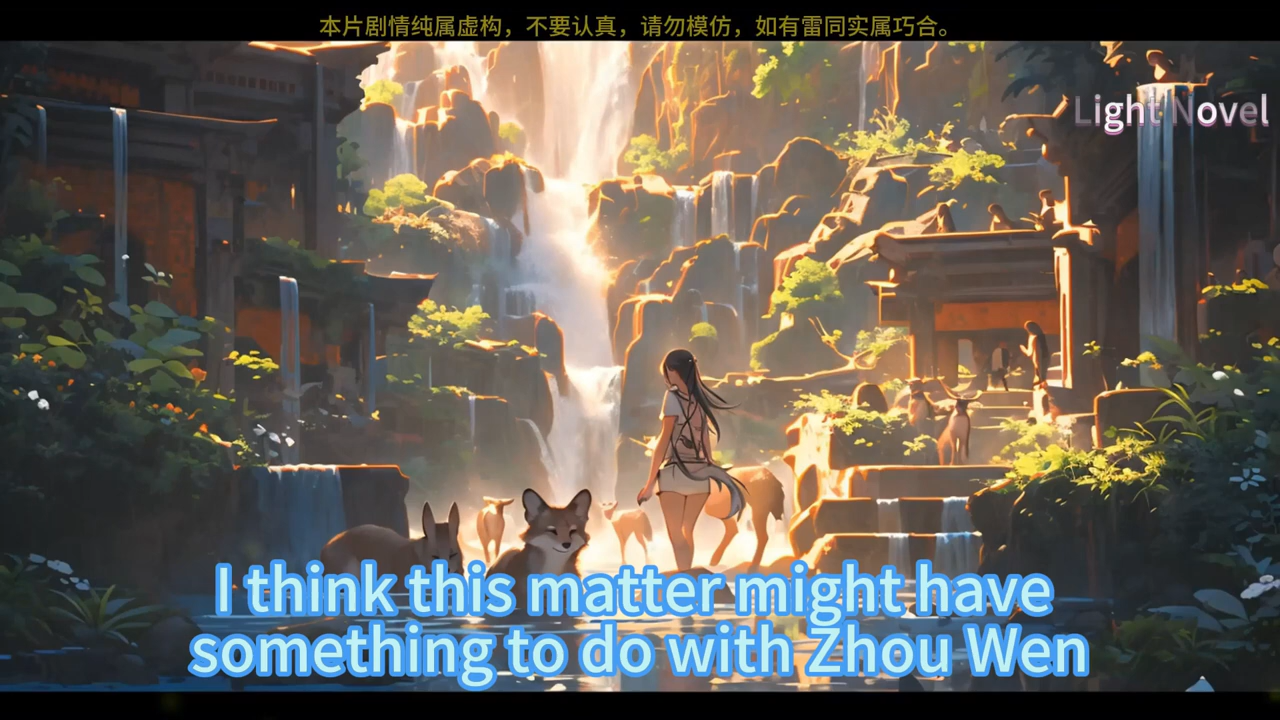 本片剧情纯属虚构，不要认真，请勿模仿，如有雷同实属巧合。
Light Novel
I think this matter might have
something to do with Zhou Wen